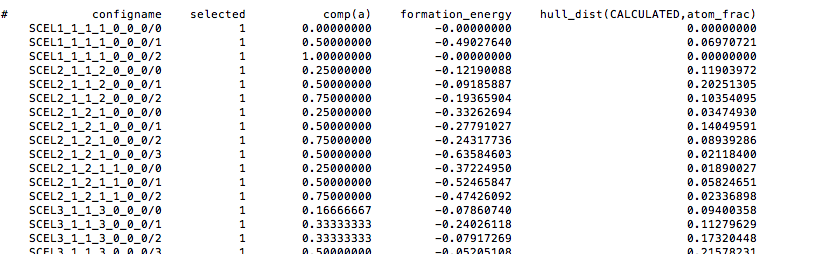 # configname selected comp(a) formation_energy hull_dist(CALCULATED,atom_frac)
SCEL1_1_1_1_0_0_0/0 1 0.00000000 -0.00000000 0.00000000
SCEL1_1_1_1_0_0_0/1 1 0.50000000 -0.49027640 0.06970721
SCEL1_1_1_1_0_0_0/2 1 1.00000000 -0.00000000 0.00000000
SCEL2_1_1_2_0_0_0/0 1 0.25000000 -0.12190088 0.11903972
SCEL2_1_1_2_0_0_0/1 1 0.50000000 -0.09185887 0.20251305
SCEL2_1_1_2_0_0_0/2 1 0.75000000 -0.19365904 0.10354095
SCEL2_1_2_1_0_0_0/0 1 0.25000000 -0.33262694 0.03474930
SCEL2_1_2_1_0_0_0/1 1 0.50000000 -0.27791027 0.14049591
SCEL2_1_2_1_0_0_0/2 1 0.75000000 -0.24317736 0.08939286
SCEL2_1_2_1_0_0_0/3 1 0.50000000 -0.63584603 0.02118400
SCEL2_1_2_1_1_0_0/0 1 0.25000000 -0.37224950 0.01890027
SCEL2_1_2_1_1_0_0/1 1 0.50000000 -0.52465847 0.05824651
SCEL2_1_2_1_1_0_0/2 1 0.75000000 -0.47426092 0.02336898
SCEL3_1_1_3_0_0_0/0 1 0.16666667 -0.07860740 0.09400358
SCEL3_1_1_3_0_0_0/1 1 0.33333333 -0.24026118 0.11279629
SCEL3_1_1_3_0_0_0/2 1 0.33333333 -0.07917269 0.17320448
SCEL3_1_1_3_0_0_0/3 1 0.50000000 -0.05205108 0.21578231